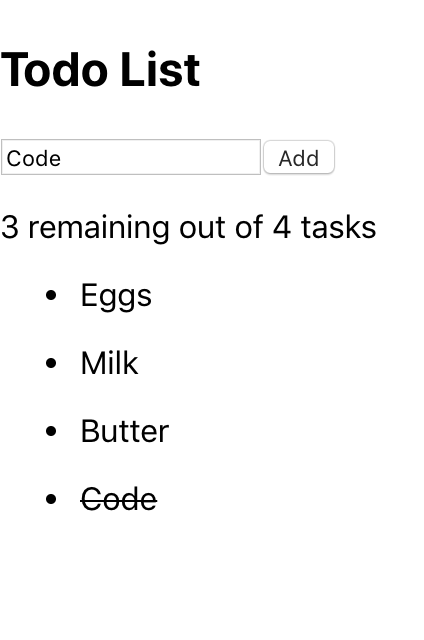 Todo List
Code Add
3 remaining out of 4 tasks
Eggs
Milk
Butter
Code